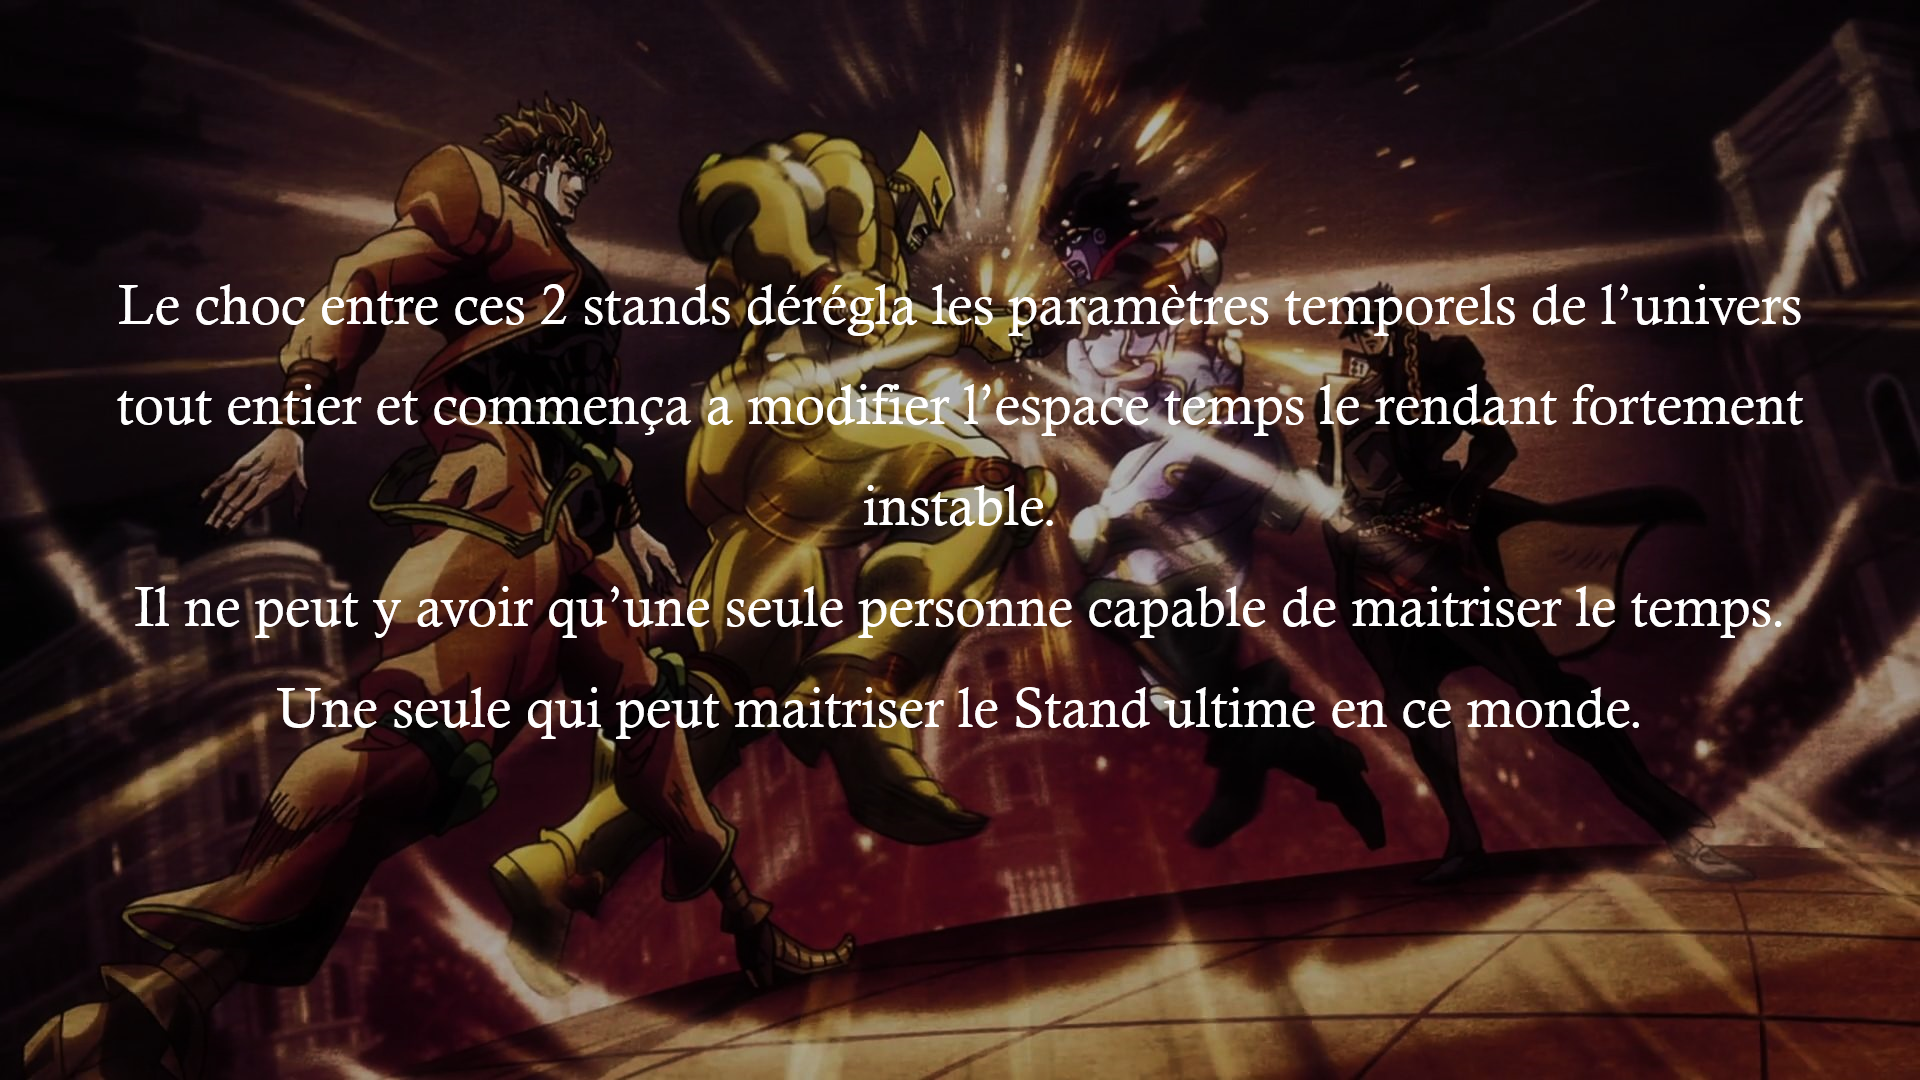 Le choc entre ces 2 stands dérégla les paramètres temporels de l’univers
tout entier et commença a modifier l’espace temps le rendant fortement
instable.
Il ne peut y avoir qu’une seule personne capable de maitriser le temps.
Une seule qui peut maitriser le Stand ultime en ce monde.